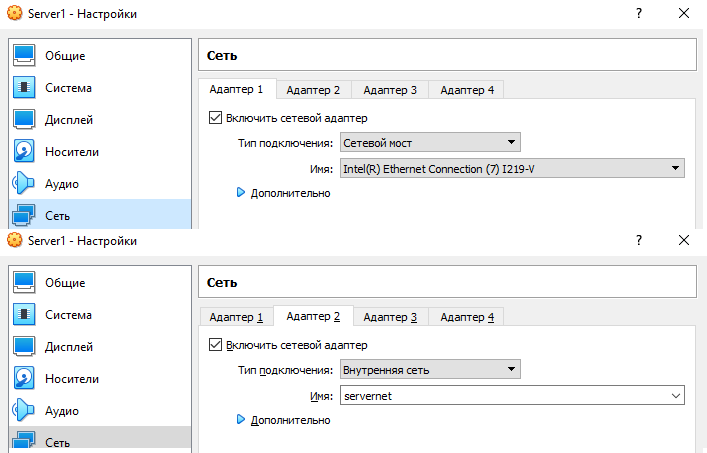 Server1 - Настройки ?
Общие
Система
Дисплей
Носители
Аудио
Сеть
Сеть
Адаптер 1 Адаптер 2 Адаптер 3 Адаптер 4
Включить сетевой адаптер
Тип подключения: Сетевой мост
Имя: Intel(R) Ethernet Connection (7) I219-V
Дополнительно
Server1 - Настройки ?
Общие
Система
Дисплей
Носители
Аудио
Сеть
Сеть
Адаптер 1 Адаптер 2 Адаптер 3 Адаптер 4
Включить сетевой адаптер
Тип подключения: Внутренняя сеть
Имя: servernet
Дополнительно